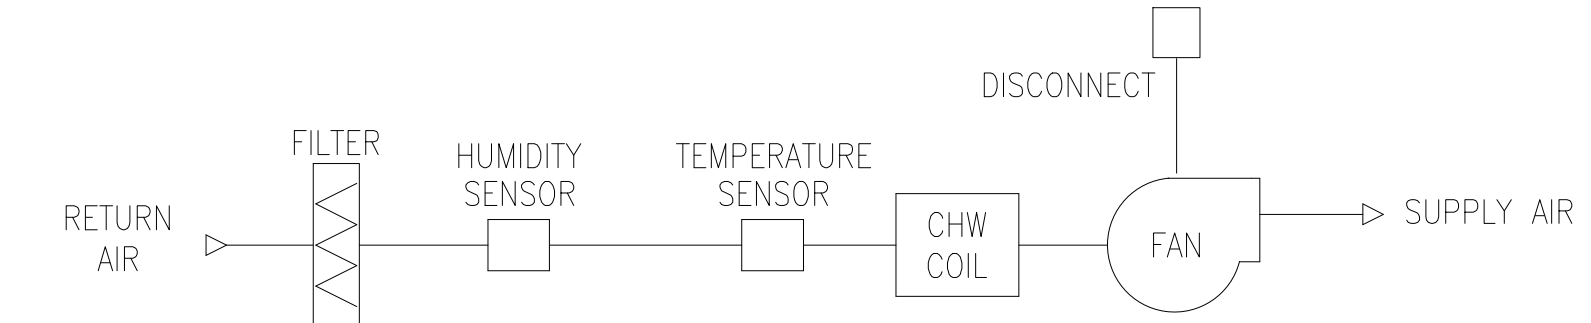 DISCONNECT
FILTER
HUMIDITY
SENSOR
TEMPERATURE
SENSOR
RETURN
AIR
CHW
COIL
FAN
SUPPLY AIR